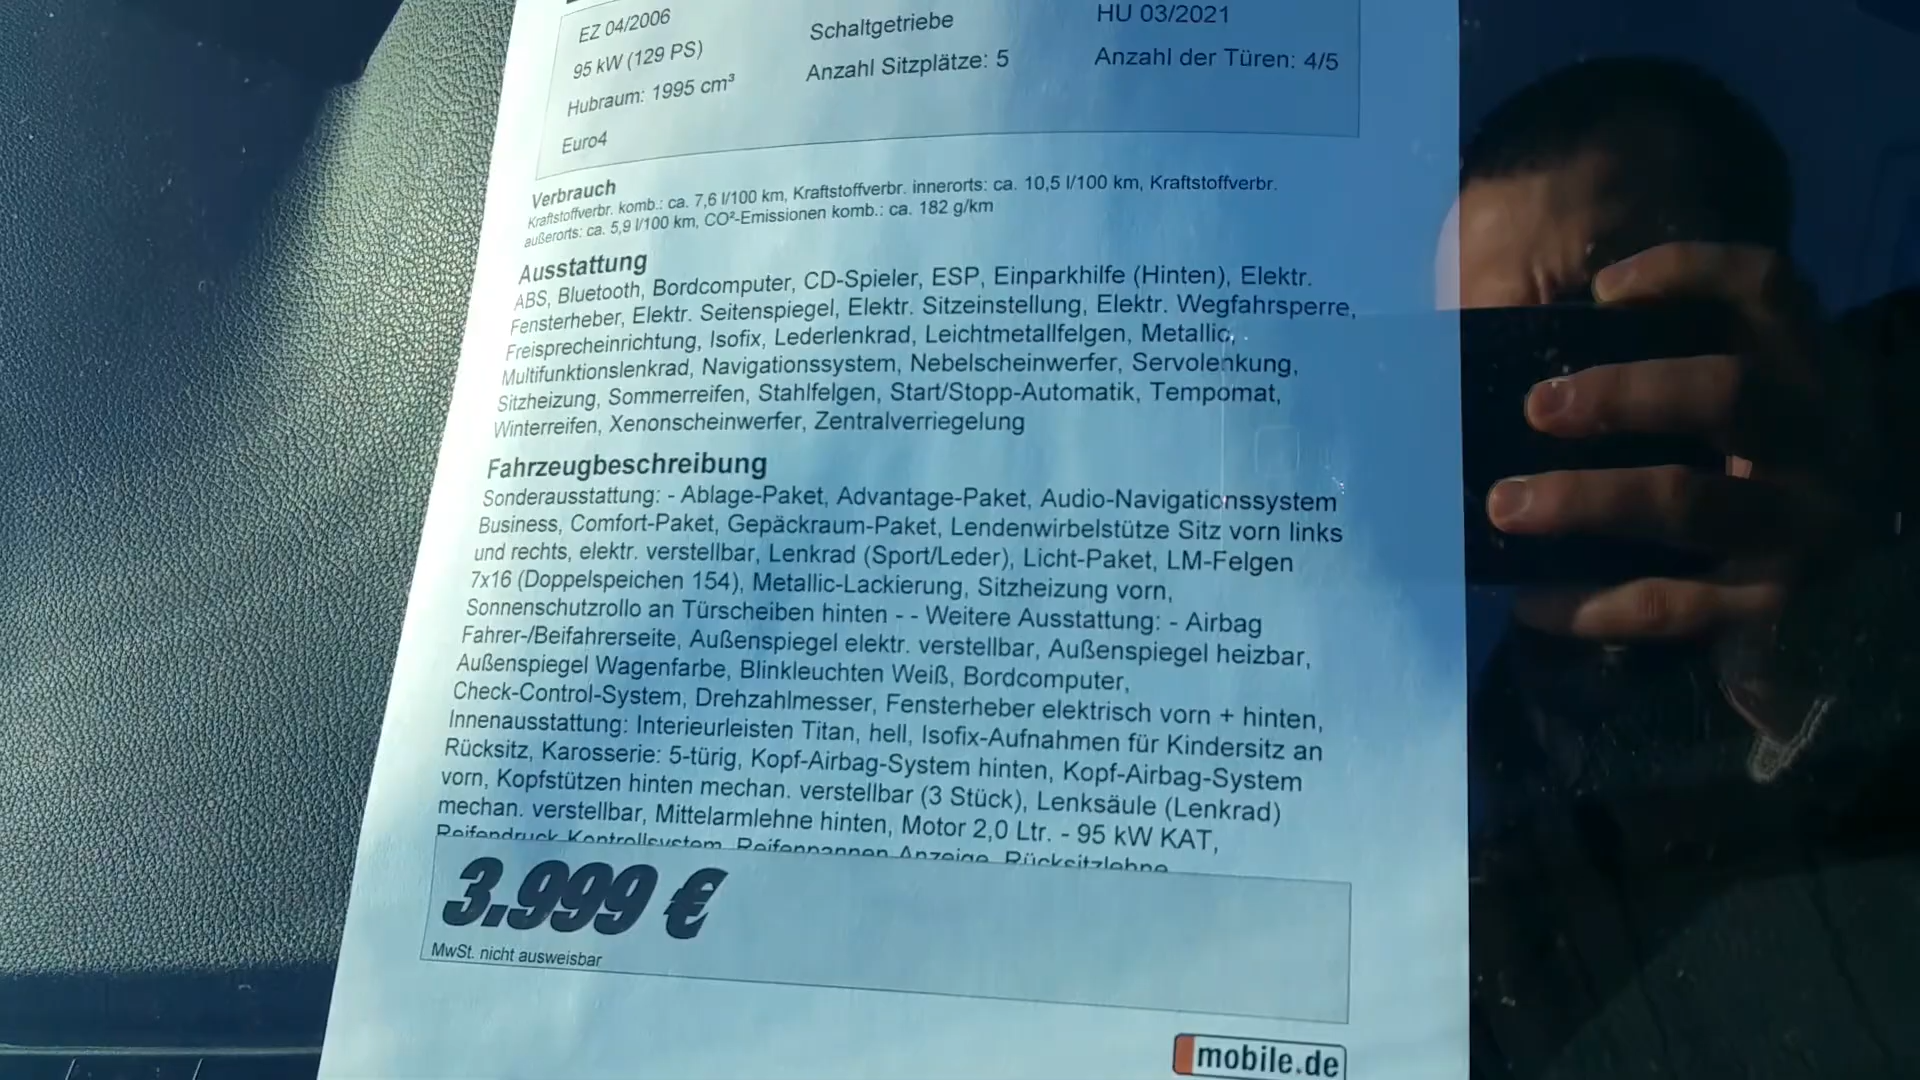 EZ 04/2006
Schaltgetriebe
HU 03/2021
95 kW (129 PS)
Anzahl Sitzplätze: 5
Anzahl der Türen: 4/5
Hubraum: 1995 cm³
Euro4
Verbrauch
Kraftstoffverbr. komb.: ca. 7,6 l/100 km, Kraftstoffverbr. innerorts: ca. 10,5 l/100 km, Kraftstoffverbr.
außerorts: ca. 5,9 l/100 km, CO²-Emissionen komb.: ca. 182 g/km
Ausstattung
ABS, Bluetooth, Bordcomputer, CD-Spieler, ESP, Einparkhilfe (Hinten), Elektr.
Fensterheber, Elektr. Seitenspiegel, Elektr. Sitzeinstellung, Elektr. Wegfahrsperre,
Freisprecheinrichtung, Isofix, Lederlenkrad, Leichtmetallfelgen, Metallic,
Multifunktionslenkrad, Navigationssystem, Nebelscheinwerfer, Servolenkung,
Sitzheizung, Sommerreifen, Stahlfelgen, Start/Stopp-Automatik, Tempomat,
Winterreifen, Xenonscheinwerfer, Zentralverriegelung
Fahrzeugbeschreibung
Sonderausstattung: - Ablage-Paket, Advantage-Paket, Audio-Navigationssystem
Business, Comfort-Paket, Gepäckraum-Paket, Lendenwirbelstütze Sitz vorn links
und rechts, elektr. verstellbar, Lenkrad (Sport/Leder), Licht-Paket, LM-Felgen
7x16 (Doppelspeichen 154), Metallic-Lackierung, Sitzheizung vorn,
Sonnenschutzrollo an Türscheiben hinten - - Weitere Ausstattung: - Airbag
Fahrer-/Beifahrerseite, Außenspiegel elektr. verstellbar, Außenspiegel heizbar,
Außenspiegel Wagenfarbe, Blinkleuchten Weiß, Bordcomputer,
Check-Control-System, Drehzahlmesser, Fensterheber elektrisch vorn + hinten,
Innenausstattung: Interieurleisten Titan, hell, Isofix-Aufnahmen für Kindersitz an
Rücksitz, Karosserie: 5-türig, Kopf-Airbag-System hinten, Kopf-Airbag-System
vorn, Kopfstützen hinten mechan. verstellbar (3 Stück), Lenksäule (Lenkrad)
mechan. verstellbar, Mittelarmlehne hinten, Motor 2,0 Ltr. - 95 kW KAT,
Reifendruck-Kontrollsystem, Reifenpannen-Anzeige, Rücksitzlehne
3.999 €
MwSt. nicht ausweisbar
mobile.de